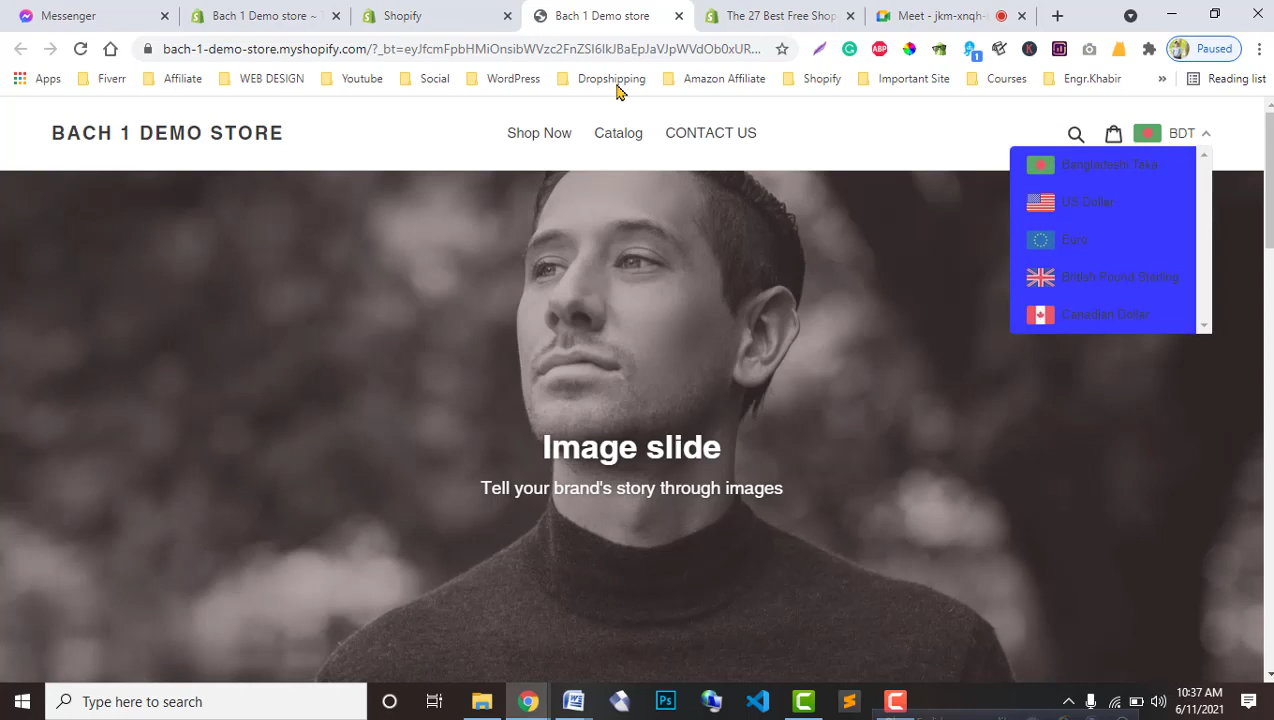 Messenger
Bach 1 Demo store ~ T
Shopify
Bach 1 Demo store
The 27 Best Free Shop
Meet - jkm-xnqh-
bach-1-demo-store.myshopify.com/?_bt=eyJfcmFpbHMiOnsibWVzc2FnZSI6IkJBaEpJaVJpWVdOb0xUR...
ABP
1
K
Paused
Apps
Fiverr
Affiliate
WEB DESIGN
Youtube
Social
WordPress
Dropshipping
Amazon Affiliate
Shopify
Important Site
Courses
Engr.Khabir
»
Reading list
BACH 1 DEMO STORE
Shop Now
Catalog
CONTACT US
BDT
Bangladeshi Taka
US Dollar
Euro
British Pound Sterling
Canadian Dollar
Image slide
Tell your brand's story through images
Type here to search
W
Ps
C
C
10:37 AM
6/11/2021